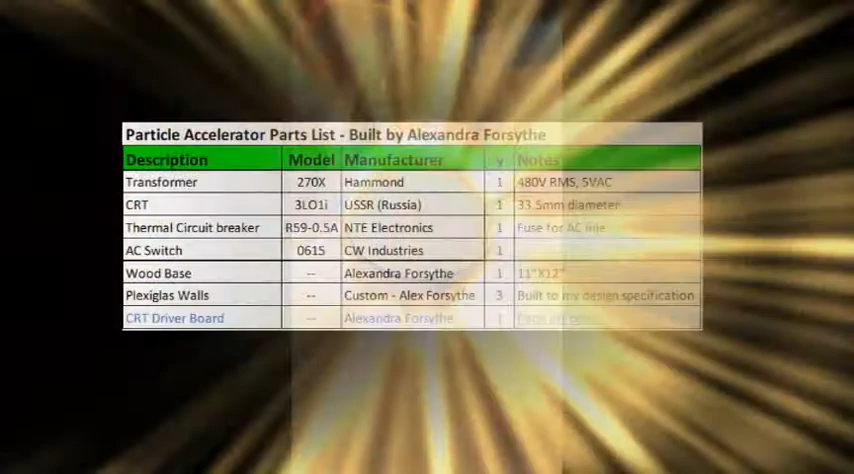 Particle Accelerator Parts List - Built by Alexandra Forsythe
Description Model Manufacturer y Notes
Transformer 270X Hammond 1 480V RMS, 5VAC
CRT 3LO1i USSR (Russia) 1 33.5mm diameter
Thermal Circuit breaker R59-0.5A NTE Electronics 1 Fuse for AC line
AC Switch 0615 CW Industries 1
Wood Base -- Alexandra Forsythe 1 11"X12"
Plexiglas Walls -- Custom - Alex Forsythe 3 Built to my design specification
CRT Driver Board -- Alexandra Forsythe 1